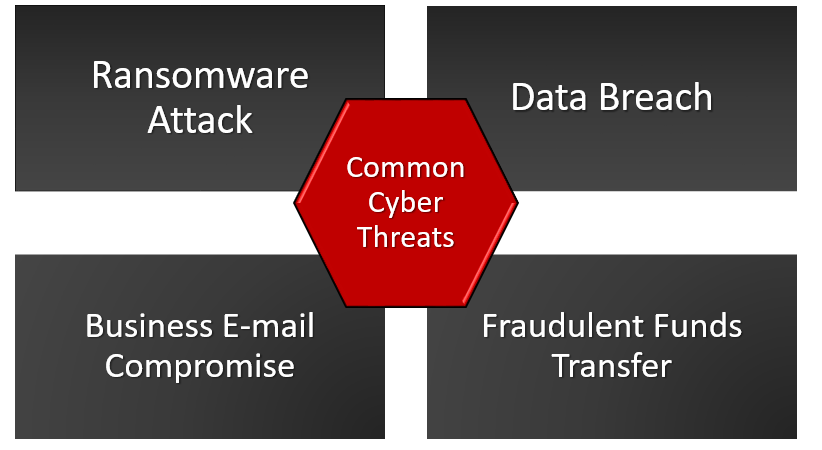 Ransomware
Attack
Data Breach
Common
Cyber
Threats
Business E-mail
Compromise
Fraudulent Funds
Transfer